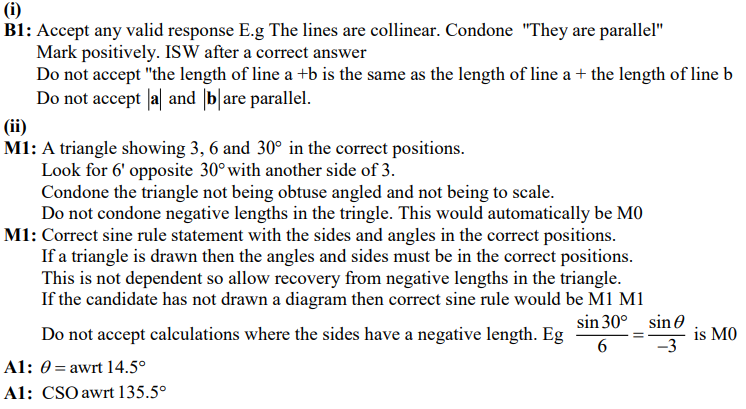 (i)
B1: Accept any valid response E.g The lines are collinear. Condone "They are parallel"
Mark positively. ISW after a correct answer
Do not accept "the length of line a +b is the same as the length of line a + the length of line b
Do not accept |a| and |b| are parallel.
(ii)
M1: A triangle showing 3, 6 and 30° in the correct positions.
Look for 6' opposite 30° with another side of 3.
Condone the triangle not being obtuse angled and not being to scale.
Do not condone negative lengths in the tringle. This would automatically be M0
M1: Correct sine rule statement with the sides and angles in the correct positions.
If a triangle is drawn then the angles and sides must be in the correct positions.
This is not dependent so allow recovery from negative lengths in the triangle.
If the candidate has not drawn a diagram then correct sine rule would be M1 M1
Do not accept calculations where the sides have a negative length. Eg sin 30°/6 = sin θ/−3 is M0
A1: θ = awrt 14.5°
A1: CSO awrt 135.5°